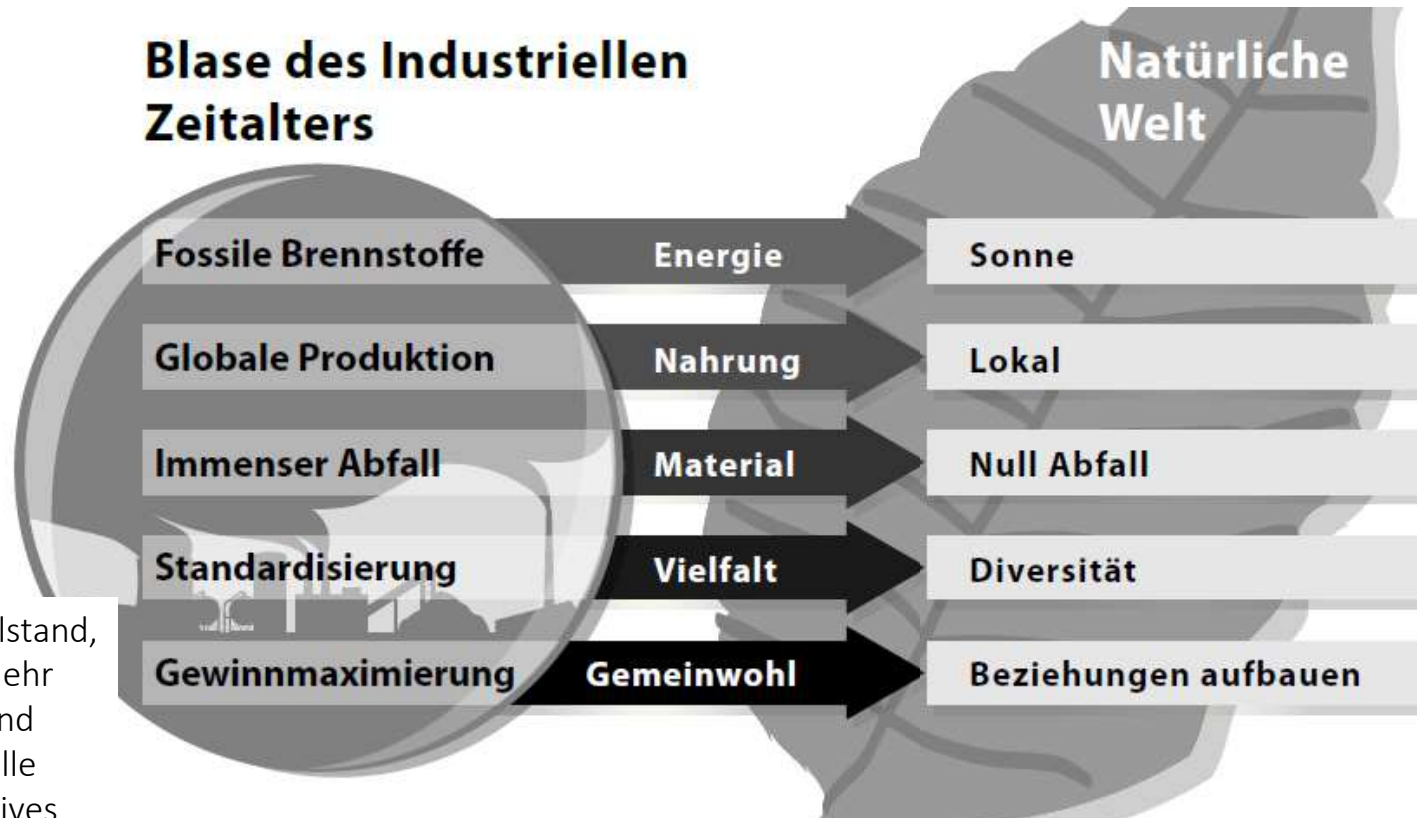 Blase des Industriellen
Zeitalters
Natürliche
Welt
Fossile Brennstoffe Energie Sonne
Globale Produktion Nahrung Lokal
Immenser Abfall Material Null Abfall
Standardisierung Vielfalt Diversität
Gewinnmaximierung Gemeinwohl Beziehungen aufbauen